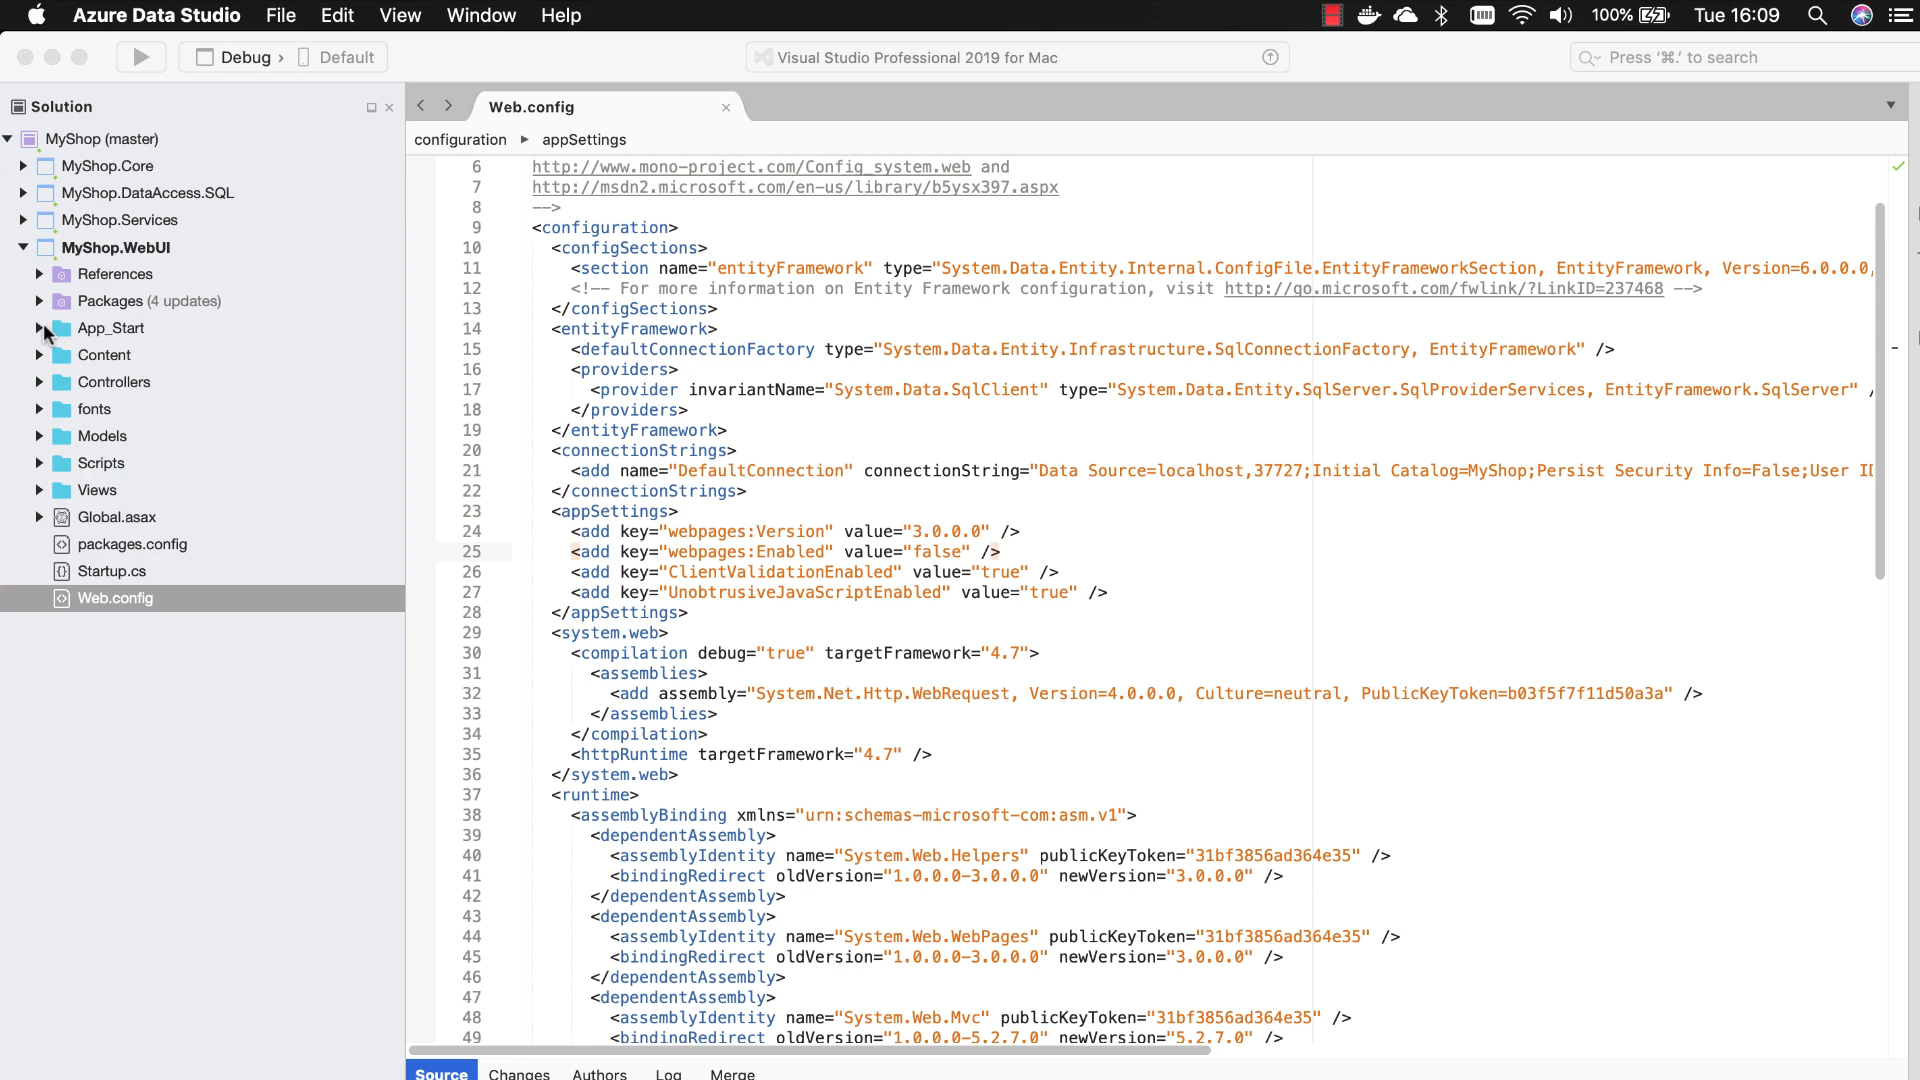 Azure Data Studio File Edit View Window Help 100% Tue 16:09
Debug › Default Visual Studio Professional 2019 for Mac Press ‘⌘.’ to search
Solution
MyShop (master)
MyShop.Core
MyShop.DataAccess.SQL
MyShop.Services
MyShop.WebUI
References
Packages (4 updates)
App_Start
Content
Controllers
fonts
Models
Scripts
Views
Global.asax
packages.config
Startup.cs
Web.config
Web.config
configuration ▸ appSettings
6 http://www.mono-project.com/Config_system.web and
7 http://msdn2.microsoft.com/en-us/library/b5ysx397.aspx
8 -->
9 <configuration>
10 <configSections>
11 <section name="entityFramework" type="System.Data.Entity.Internal.ConfigFile.EntityFrameworkSection, EntityFramework, Version=6.0.0.0,
12 <!-- For more information on Entity Framework configuration, visit http://go.microsoft.com/fwlink/?LinkID=237468 -->
13 </configSections>
14 <entityFramework>
15 <defaultConnectionFactory type="System.Data.Entity.Infrastructure.SqlConnectionFactory, EntityFramework" />
16 <providers>
17 <provider invariantName="System.Data.SqlClient" type="System.Data.Entity.SqlServer.SqlProviderServices, EntityFramework.SqlServer" /
18 </providers>
19 </entityFramework>
20 <connectionStrings>
21 <add name="DefaultConnection" connectionString="Data Source=localhost,37727;Initial Catalog=MyShop;Persist Security Info=False;User ID
22 </connectionStrings>
23 <appSettings>
24 <add key="webpages:Version" value="3.0.0.0" />
25 <add key="webpages:Enabled" value="false" />
26 <add key="ClientValidationEnabled" value="true" />
27 <add key="UnobtrusiveJavaScriptEnabled" value="true" />
28 </appSettings>
29 <system.web>
30 <compilation debug="true" targetFramework="4.7">
31 <assemblies>
32 <add assembly="System.Net.Http.WebRequest, Version=4.0.0.0, Culture=neutral, PublicKeyToken=b03f5f7f11d50a3a" />
33 </assemblies>
34 </compilation>
35 <httpRuntime targetFramework="4.7" />
36 </system.web>
37 <runtime>
38 <assemblyBinding xmlns="urn:schemas-microsoft-com:asm.v1">
39 <dependentAssembly>
40 <assemblyIdentity name="System.Web.Helpers" publicKeyToken="31bf3856ad364e35" />
41 <bindingRedirect oldVersion="1.0.0.0-3.0.0.0" newVersion="3.0.0.0" />
42 </dependentAssembly>
43 <dependentAssembly>
44 <assemblyIdentity name="System.Web.WebPages" publicKeyToken="31bf3856ad364e35" />
45 <bindingRedirect oldVersion="1.0.0.0-3.0.0.0" newVersion="3.0.0.0" />
46 </dependentAssembly>
47 <dependentAssembly>
48 <assemblyIdentity name="System.Web.Mvc" publicKeyToken="31bf3856ad364e35" />
49 <bindingRedirect oldVersion="1.0.0.0-5.2.7.0" newVersion="5.2.7.0" />
Source Changes Authors Log Merge